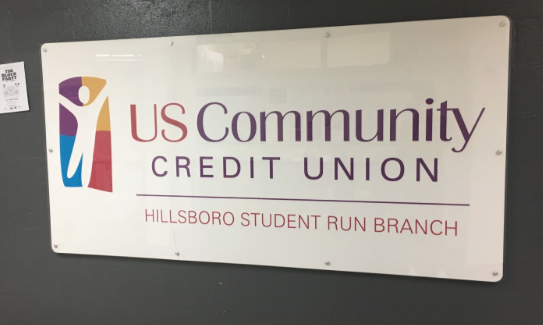 US Community
CREDIT UNION
HILLSBORO STUDENT RUN BRANCH